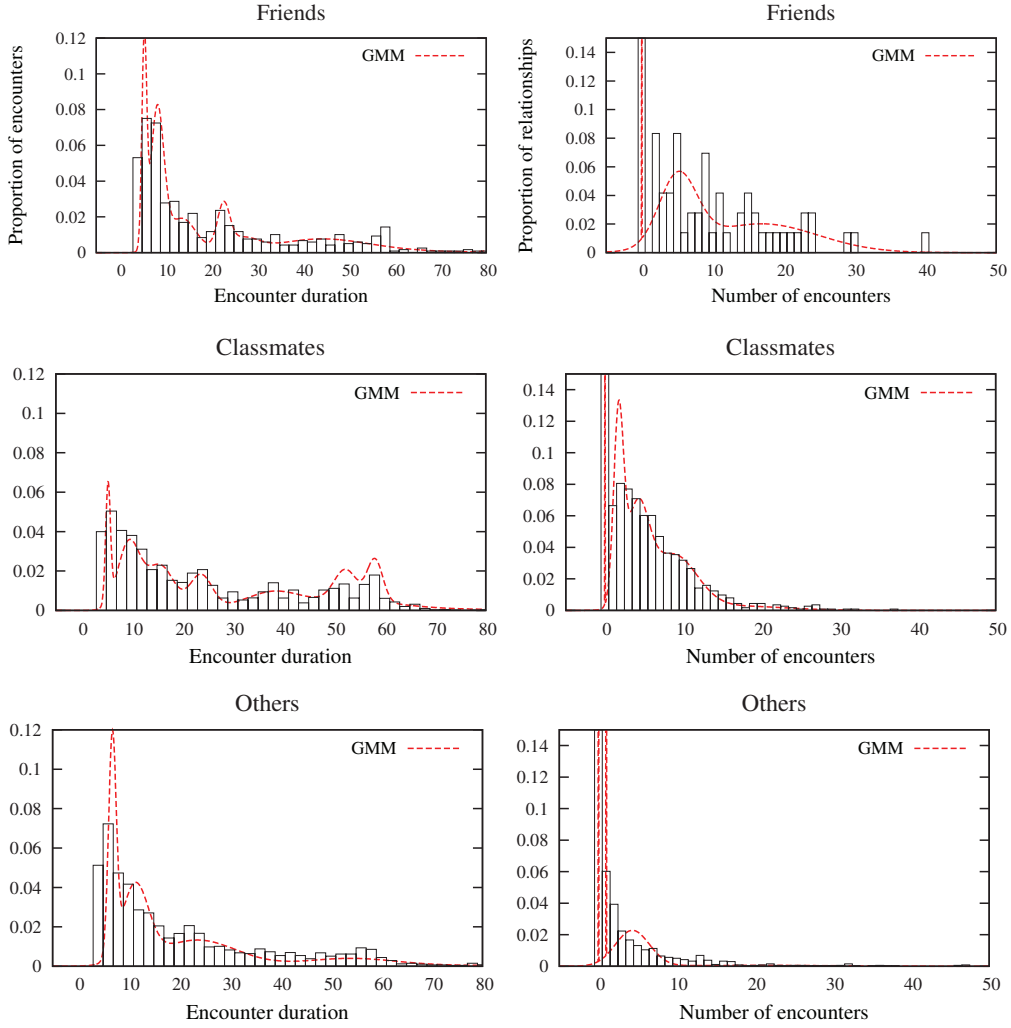 Friends
Proportion of encounters
0.12
0.1
0.08
0.06
0.04
0.02
0
GMM
0 10 20 30 40 50 60 70 80
Encounter duration
Friends
Proportion of relationships
0.14
0.12
0.1
0.08
0.06
0.04
0.02
0
GMM
0 10 20 30 40 50
Number of encounters
Classmates
0.12
0.1
0.08
0.06
0.04
0.02
0
GMM
0 10 20 30 40 50 60 70 80
Encounter duration
Classmates
0.14
0.12
0.1
0.08
0.06
0.04
0.02
0
GMM
0 10 20 30 40 50
Number of encounters
Others
0.12
0.1
0.08
0.06
0.04
0.02
0
GMM
0 10 20 30 40 50 60 70 80
Encounter duration
Others
0.14
0.12
0.1
0.08
0.06
0.04
0.02
0
GMM
0 10 20 30 40 50
Number of encounters